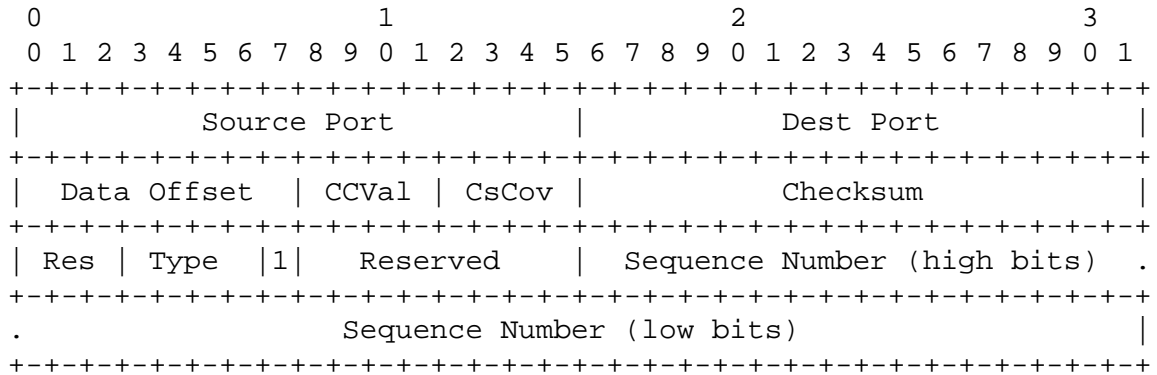 0                   1                   2                   3
 0 1 2 3 4 5 6 7 8 9 0 1 2 3 4 5 6 7 8 9 0 1 2 3 4 5 6 7 8 9 0 1
+-+-+-+-+-+-+-+-+-+-+-+-+-+-+-+-+-+-+-+-+-+-+-+-+-+-+-+-+-+-+-+-+
|          Source Port          |           Dest Port           |
+-+-+-+-+-+-+-+-+-+-+-+-+-+-+-+-+-+-+-+-+-+-+-+-+-+-+-+-+-+-+-+-+
|  Data Offset  | CCVal | CsCov |           Checksum            |
+-+-+-+-+-+-+-+-+-+-+-+-+-+-+-+-+-+-+-+-+-+-+-+-+-+-+-+-+-+-+-+-+
| Res | Type  |1|   Reserved    |  Sequence Number (high bits)  .
+-+-+-+-+-+-+-+-+-+-+-+-+-+-+-+-+-+-+-+-+-+-+-+-+-+-+-+-+-+-+-+-+
.                  Sequence Number (low bits)                   |
+-+-+-+-+-+-+-+-+-+-+-+-+-+-+-+-+-+-+-+-+-+-+-+-+-+-+-+-+-+-+-+-+